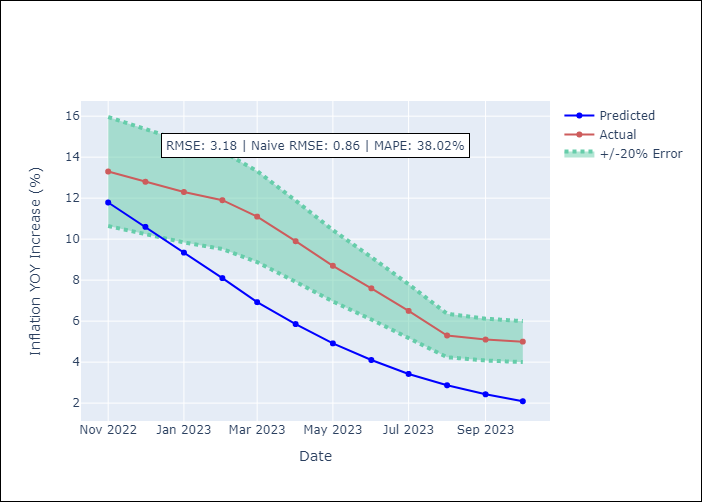 RMSE: 3.18 | Naive RMSE: 0.86 | MAPE: 38.02%
Predicted
Actual
+/-20% Error
Inflation YOY Increase (%)
16
14
12
10
8
6
4
2
Nov 2022
Jan 2023
Mar 2023
May 2023
Jul 2023
Sep 2023
Date